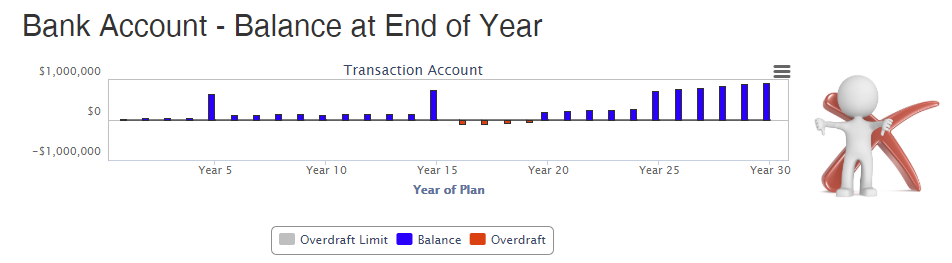 Bank Account - Balance at End of Year
Transaction Account
$1,000,000
$0
-$1,000,000
Year 5 Year 10 Year 15 Year 20 Year 25 Year 30
Year of Plan
Overdraft Limit Balance Overdraft